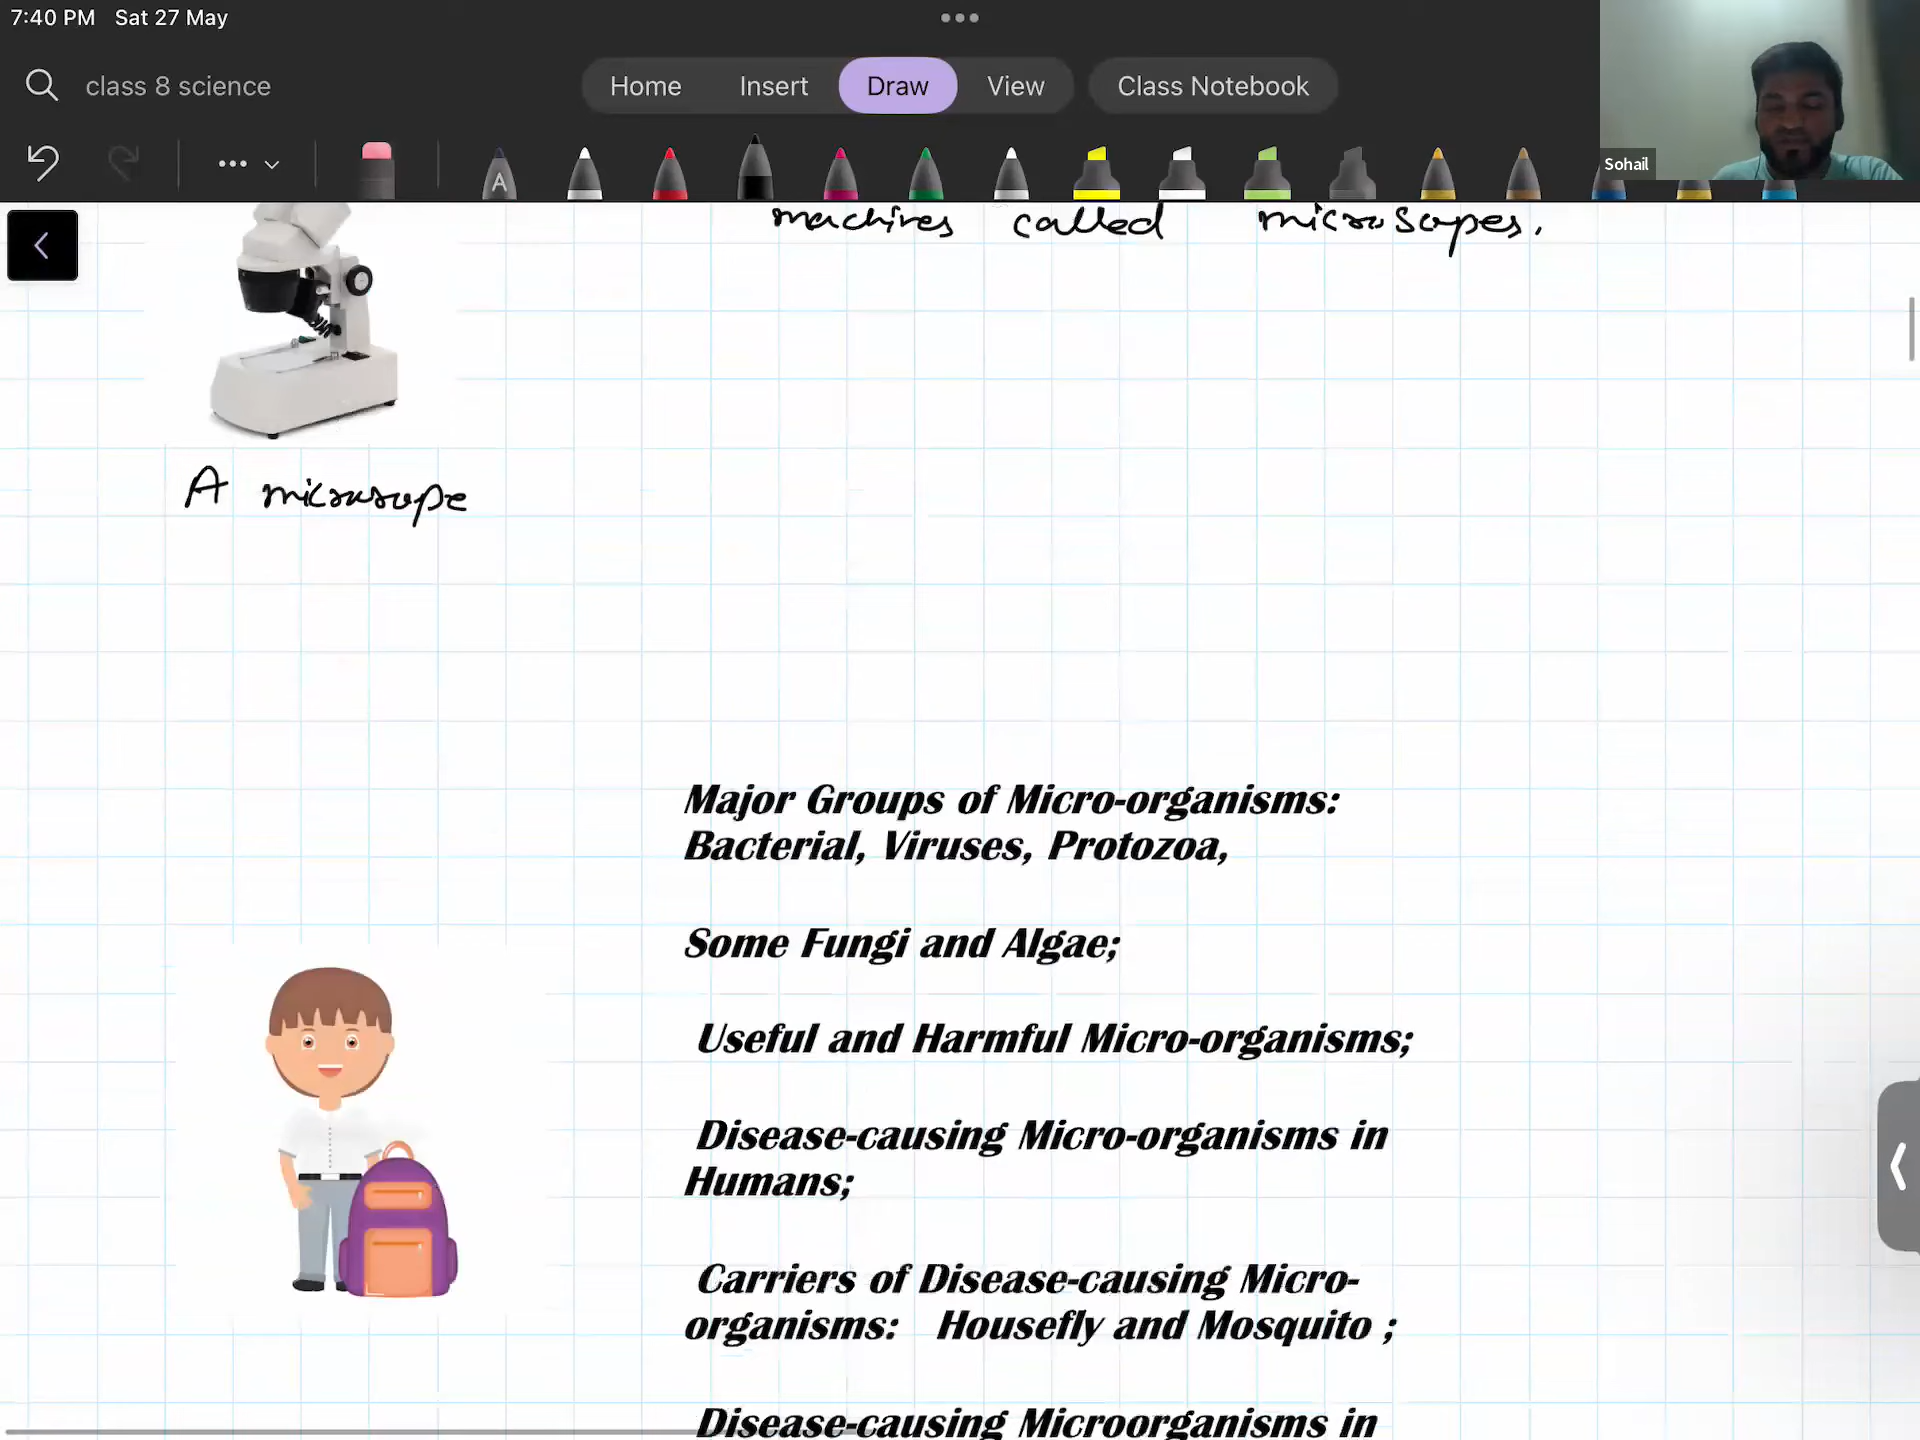 7:40 PM Sat 27 May
class 8 science
Home Insert Draw View Class Notebook
A
Sohail
machines called microscopes.
A microscope
Major Groups of Micro-organisms:
Bacterial, Viruses, Protozoa,
Some Fungi and Algae;
Useful and Harmful Micro-organisms;
Disease-causing Micro-organisms in
Humans;
Carriers of Disease-causing Micro-
organisms: Housefly and Mosquito ;
Disease-causing Microorganisms in